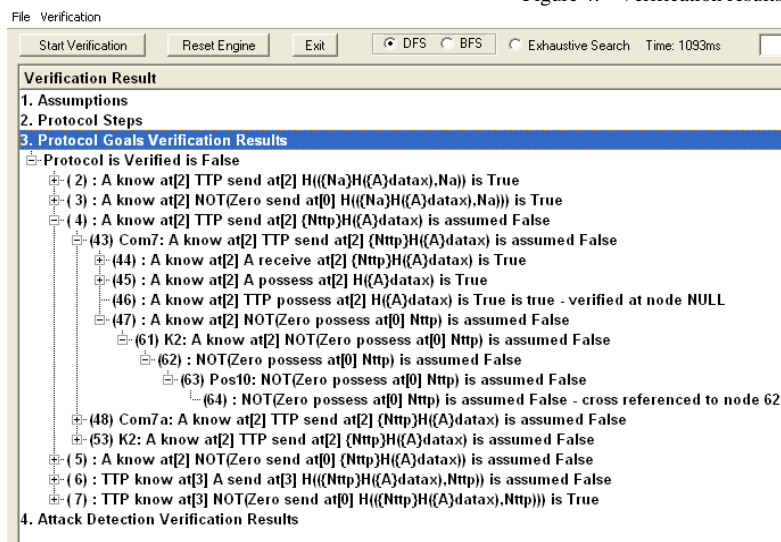 Figure 4. Verification results
File Verification
Start Verification Reset Engine Exit DFS BFS Exhaustive Search Time: 1093ms
Verification Result
1. Assumptions
2. Protocol Steps
3. Protocol Goals Verification Results
Protocol is Verified is False
( 2) : A know at[2] TTP send at[2] H(({Na}H({A}datax),Na)) is True
( 3) : A know at[2] NOT(Zero send at[0] H(({Na}H({A}datax),Na))) is True
( 4) : A know at[2] TTP send at[2] {Nttp}H({A}datax) is assumed False
(43) Com7: A know at[2] TTP send at[2] {Nttp}H({A}datax) is assumed False
(44) : A know at[2] A receive at[2] {Nttp}H({A}datax) is True
(45) : A know at[2] A possess at[2] H({A}datax) is True
(46) : A know at[2] TTP possess at[2] H({A}datax) is True is true - verified at node NULL
(47) : A know at[2] NOT(Zero possess at[0] Nttp) is assumed False
(61) K2: A know at[2] NOT(Zero possess at[0] Nttp) is assumed False
(62) : NOT(Zero possess at[0] Nttp) is assumed False
(63) Pos10: NOT(Zero possess at[0] Nttp) is assumed False
(64) : NOT(Zero possess at[0] Nttp) is assumed False - cross referenced to node 62
(48) Com7a: A know at[2] TTP send at[2] {Nttp}H({A}datax) is assumed False
(53) K2: A know at[2] TTP send at[2] {Nttp}H({A}datax) is assumed False
( 5) : A know at[2] NOT(Zero send at[0] {Nttp}H({A}datax)) is assumed False
( 6) : TTP know at[3] A send at[3] H(({Nttp}H({A}datax),Nttp)) is assumed False
( 7) : TTP know at[3] NOT(Zero send at[0] H(({Nttp}H({A}datax),Nttp))) is True
4. Attack Detection Verification Results